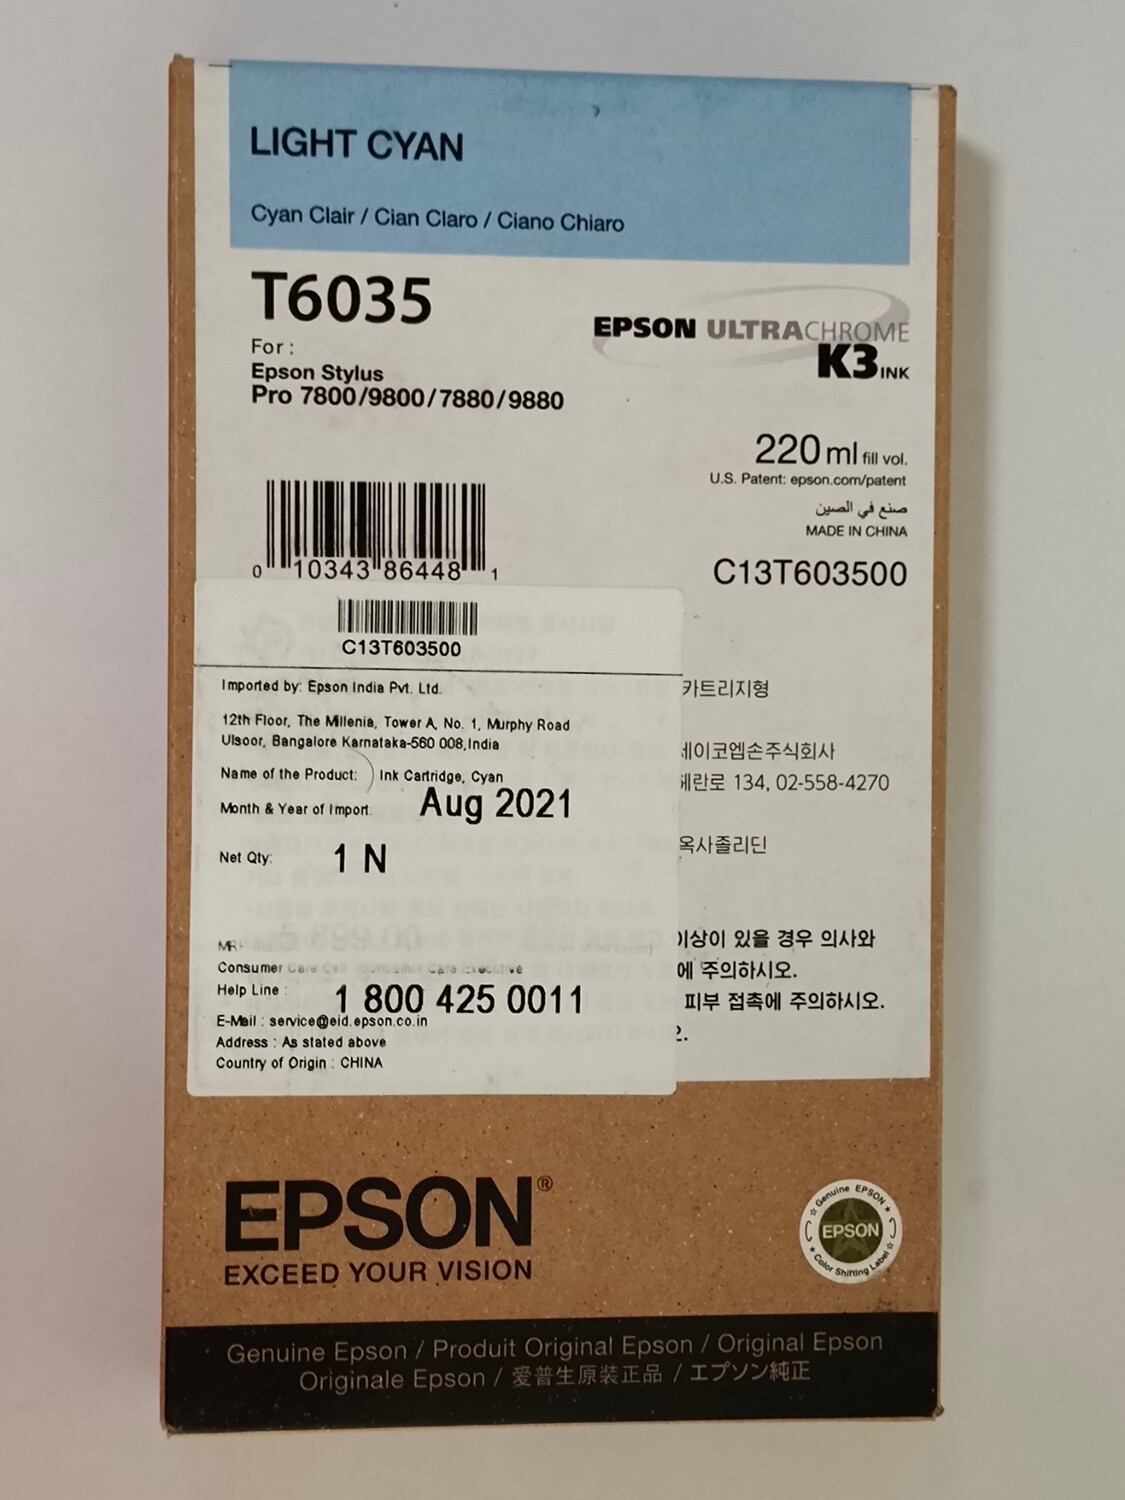 LIGHT CYAN
Cyan Clair / Cian Claro / Ciano Chiaro
T6035
For :
Epson Stylus
Pro 7800/9800/7880/9880
EPSON ULTRACHROME
K3 INK
220 ml fill vol.
U.S. Patent: epson.com/patent
صنع في الصين
MADE IN CHINA
C13T603500
0 10343 86448 1
C13T603500
Imported by: Epson India Pvt. Ltd.
12th Floor, The Millenia, Tower A, No. 1, Murphy Road
Ulsoor, Bangalore Karnataka-560 008,India
Name of the Product: Ink Cartridge, Cyan
Month & Year of Import: Aug 2021
Net Qty: 1 N
Consumer Care Cell Consumer Care Executive
Help Line : 1 800 425 0011
E-Mail : service@eid.epson.co.in
Address : As stated above
Country of Origin : CHINA
카트리지형
세이코엡손주식회사
헤란로 134, 02-558-4270
옥사졸리딘
이상이 있을 경우 의사와
에 주의하시오.
피부 접촉에 주의하시오.
EPSON®
EXCEED YOUR VISION
Genuine EPSON
EPSON
Color Shifting Label
Genuine Epson / Produit Original Epson / Original Epson
Originale Epson / 爱普生原装正品 / エプソン純正